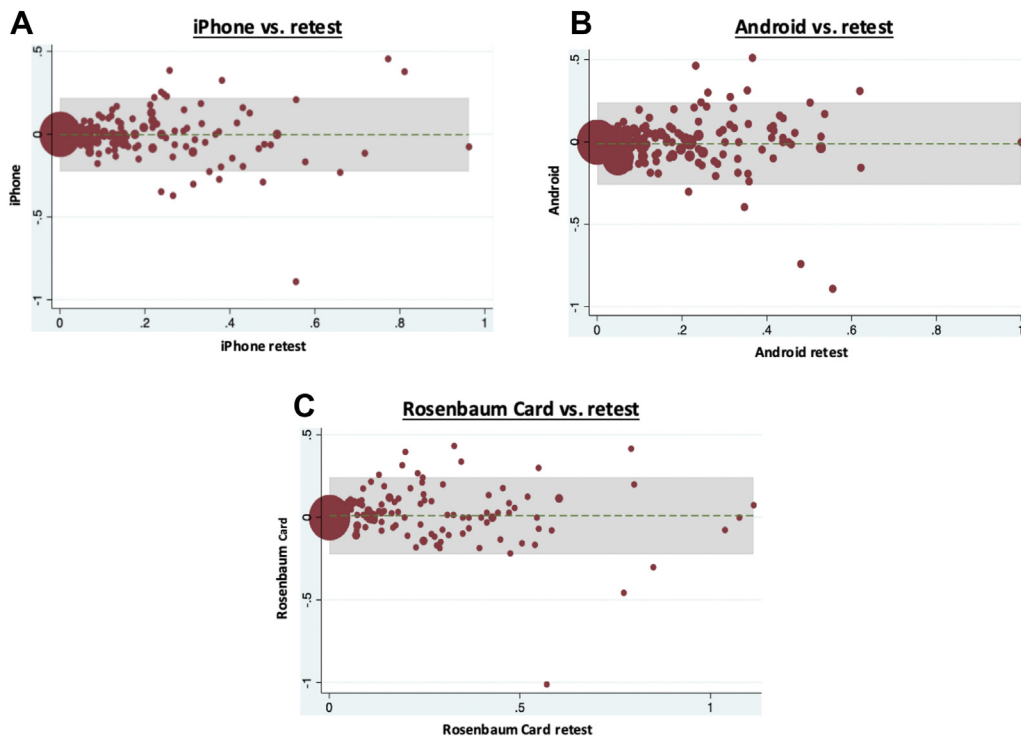 A
iPhone vs. retest
.5
0
-.5
-1
iPhone
0 .2 .4 .6 .8 1
iPhone retest
B
Android vs. retest
.5
0
-.5
-1
Android
0 .2 .4 .6 .8 1
Android retest
C
Rosenbaum Card vs. retest
.5
0
-.5
-1
Rosenbaum Card
0 .5 1
Rosenbaum Card retest